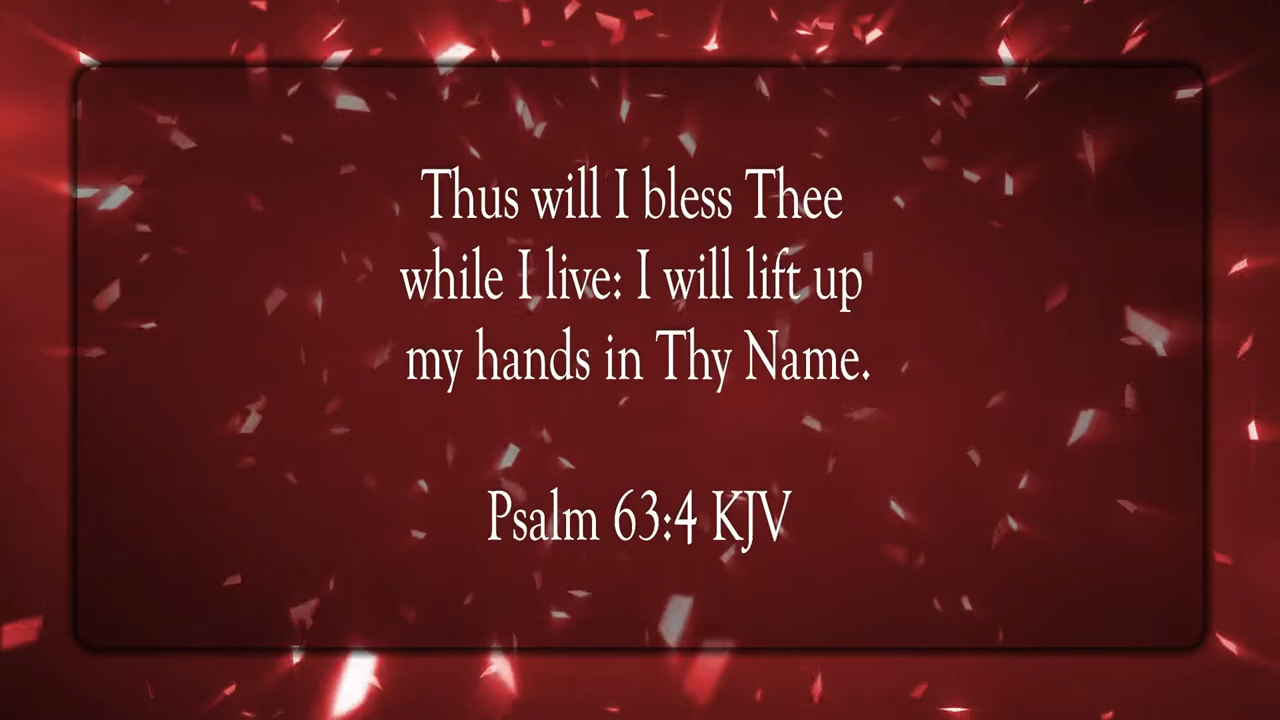 Thus will I bless Thee
while I live: I will lift up
my hands in Thy Name.
Psalm 63:4 KJV